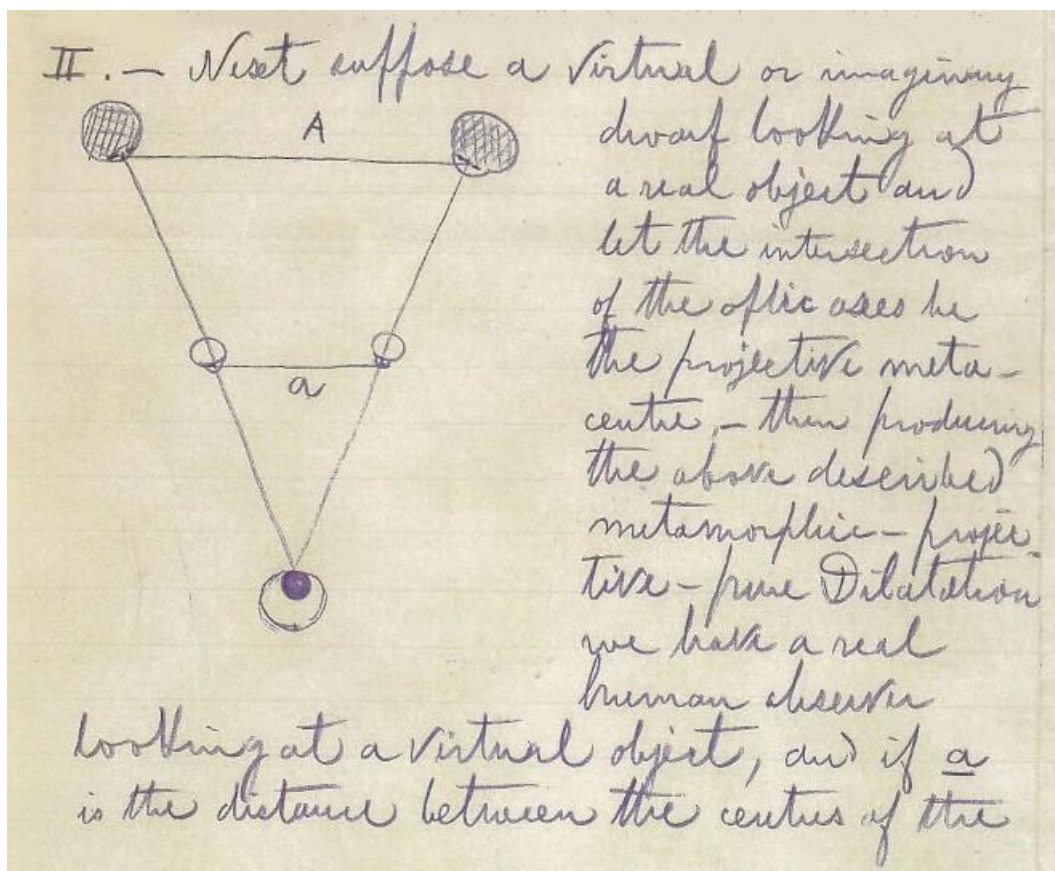 II. — Next suppose a virtual or imaginary
A
dwarf looking at
a real object and
let the intersection
of the optic axes be
the projective meta-
a
centre, — then producing
the above described
metamorphic — projec-
tive — pure Dilatation
we have a real
human observer
looking at a virtual object, and if a
is the distance between the centres of the